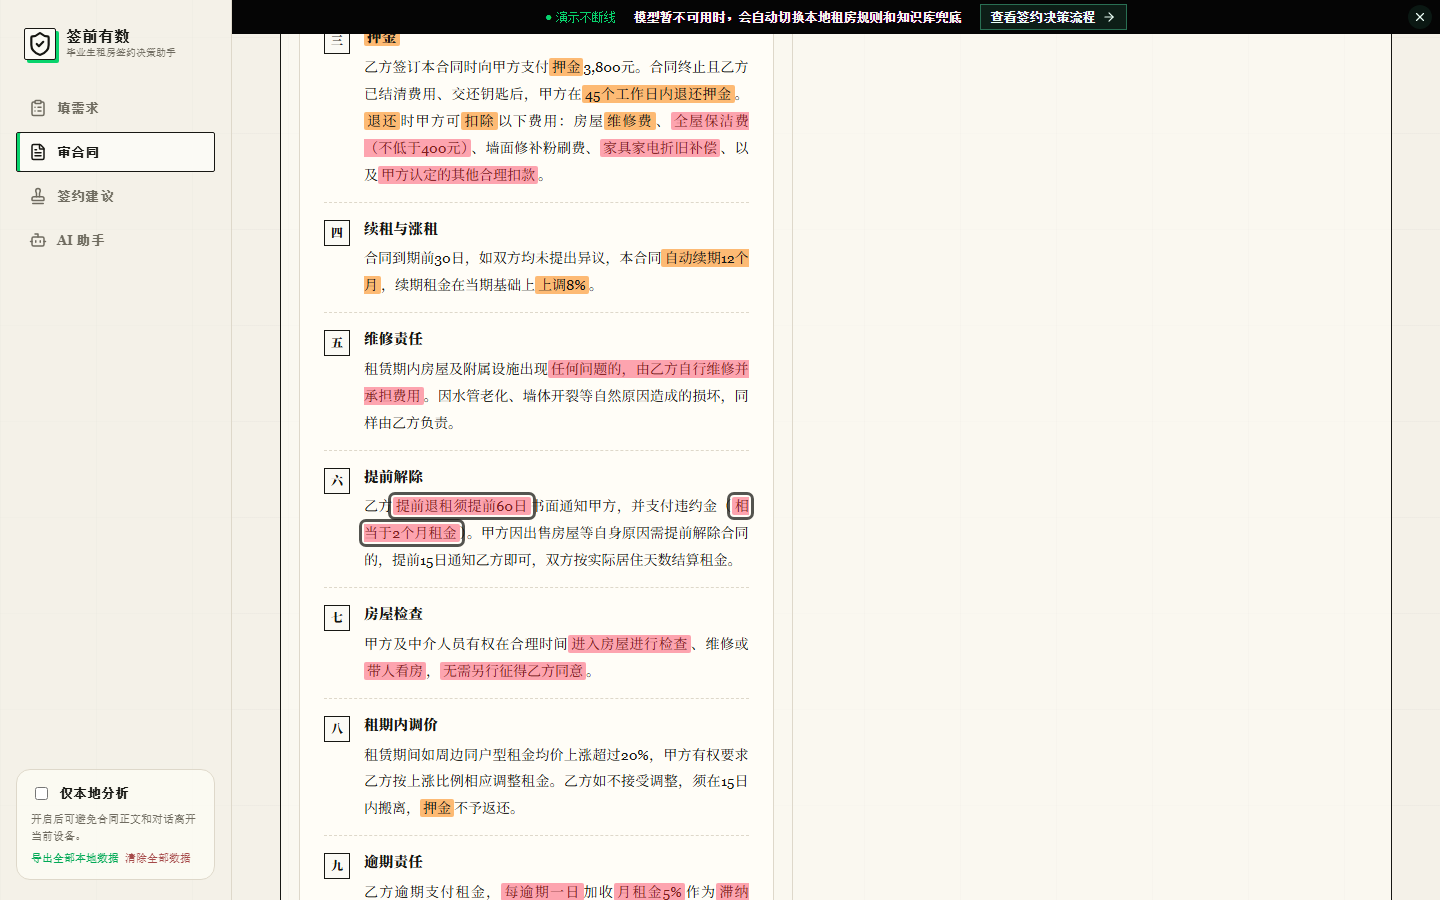 演示不断线 模型暂不可用时，会自动切换本地租房规则和知识库兜底 查看签约决策流程 →
签前有数
毕业生租房签约决策助手
填需求
审合同
签约建议
AI 助手
仅本地分析
开启后可避免合同正文和对话离开
当前设备。
导出全部本地数据 清除全部数据
三 押金
乙方签订本合同时向甲方支付押金3,800元。合同终止且乙方
已结清费用、交还钥匙后，甲方在45个工作日内退还押金。
退还时甲方可扣除以下费用：房屋维修费、全屋保洁费
（不低于400元）、墙面修补粉刷费、家具家电折旧补偿、以
及甲方认定的其他合理扣款。
四 续租与涨租
合同到期前30日，如双方均未提出异议，本合同自动续期12个
月，续期租金在当期基础上上调8%。
五 维修责任
租赁期内房屋及附属设施出现任何问题的，由乙方自行维修并
承担费用。因水管老化、墙体开裂等自然原因造成的损坏，同
样由乙方负责。
六 提前解除
乙方提前退租须提前60日书面通知甲方，并支付违约金（相
当于2个月租金）。甲方因出售房屋等自身原因需提前解除合同
的，提前15日通知乙方即可，双方按实际居住天数结算租金。
七 房屋检查
甲方及中介人员有权在合理时间进入房屋进行检查、维修或
带人看房，无需另行征得乙方同意。
八 租期内调价
租赁期间如周边同户型租金均价上涨超过20%，甲方有权要求
乙方按上涨比例相应调整租金。乙方如不接受调整，须在15日
内搬离，押金不予返还。
九 逾期责任
乙方逾期支付租金，每逾期一日加收月租金5%作为滞纳